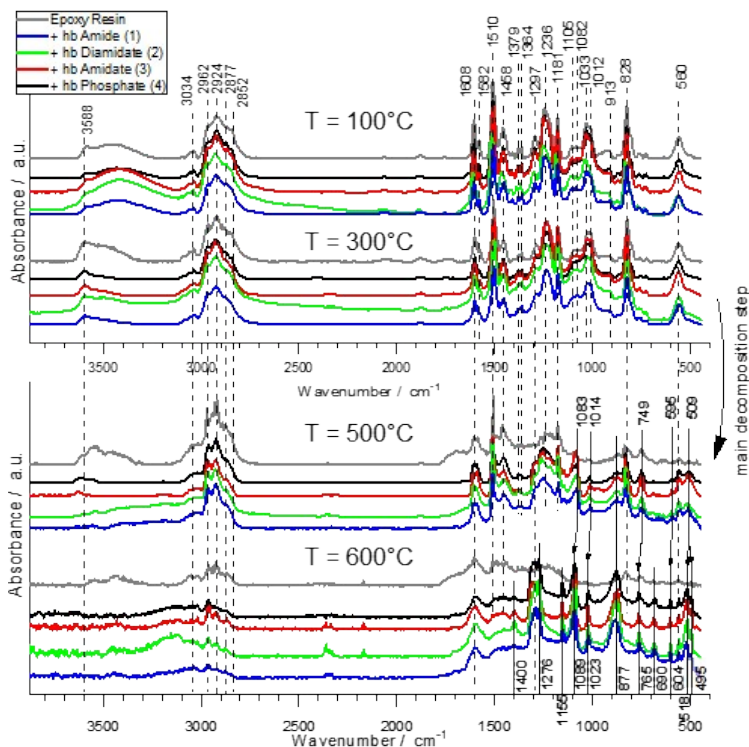 Epoxy Resin
+ hb Amide (1)
+ hb Diamidate (2)
+ hb Amidate (3)
+ hb Phosphate (4)
3588
3034
2962
2924
2877
2852
1608
1582
1510
1458
1379
1364
1297
1236
1181
1105
1082
1033
1012
913
828
560
T = 100°C
T = 300°C
Absorbance / a.u.
3500 3000 2500 2000 1500 1000 500
Wavenumber / cm-1
main decomposition step
1083
1014
749
595
509
T = 500°C
T = 600°C
Absorbance / a.u.
1400
1276
1155
1089
1023
877
765
690
604
518
495
3500 3000 2500 2000 1500 1000 500
Wavenumber / cm-1